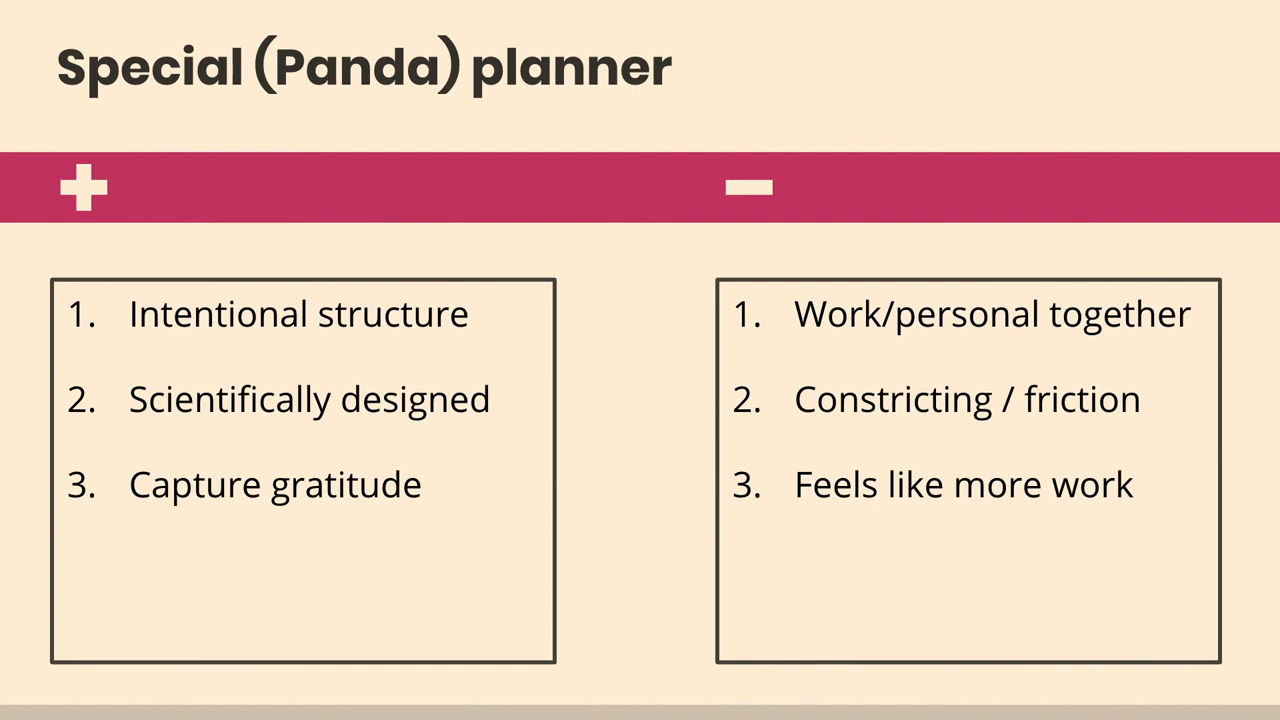 Special (Panda) planner
+
−
1. Intentional structure
2. Scientifically designed
3. Capture gratitude
1. Work/personal together
2. Constricting / friction
3. Feels like more work